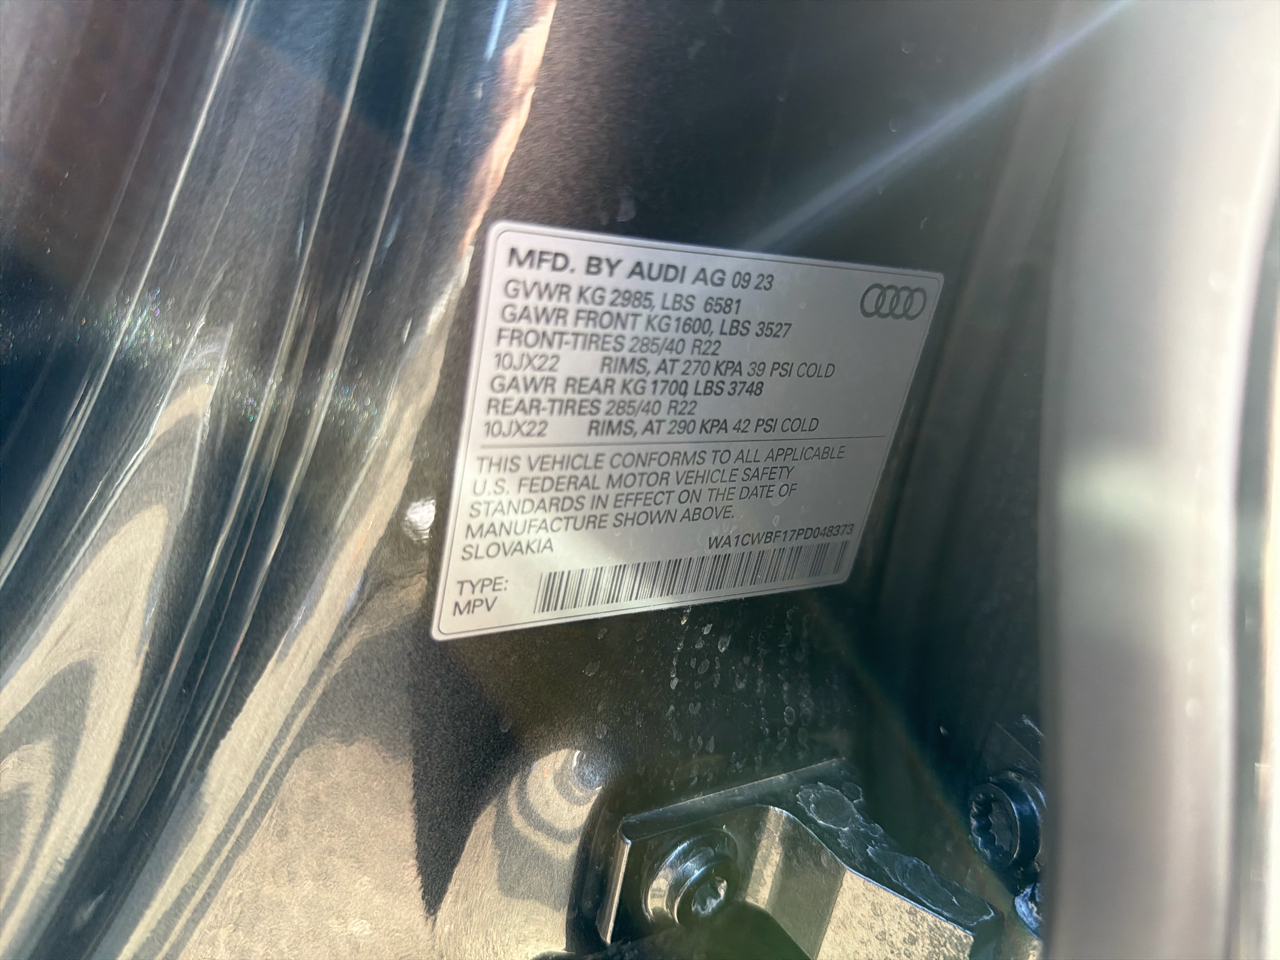 MFD. BY AUDI AG 09 23
GVWR KG 2985, LBS 6581
GAWR FRONT KG1600, LBS 3527
FRONT-TIRES 285/40 R22
10JX22 RIMS, AT 270 KPA 39 PSI COLD
GAWR REAR KG 1700, LBS 3748
REAR-TIRES 285/40 R22
10JX22 RIMS, AT 290 KPA 42 PSI COLD
THIS VEHICLE CONFORMS TO ALL APPLICABLE
U.S. FEDERAL MOTOR VEHICLE SAFETY
STANDARDS IN EFFECT ON THE DATE OF
MANUFACTURE SHOWN ABOVE.
SLOVAKIA WA1CWBF17PD048373
TYPE:
MPV